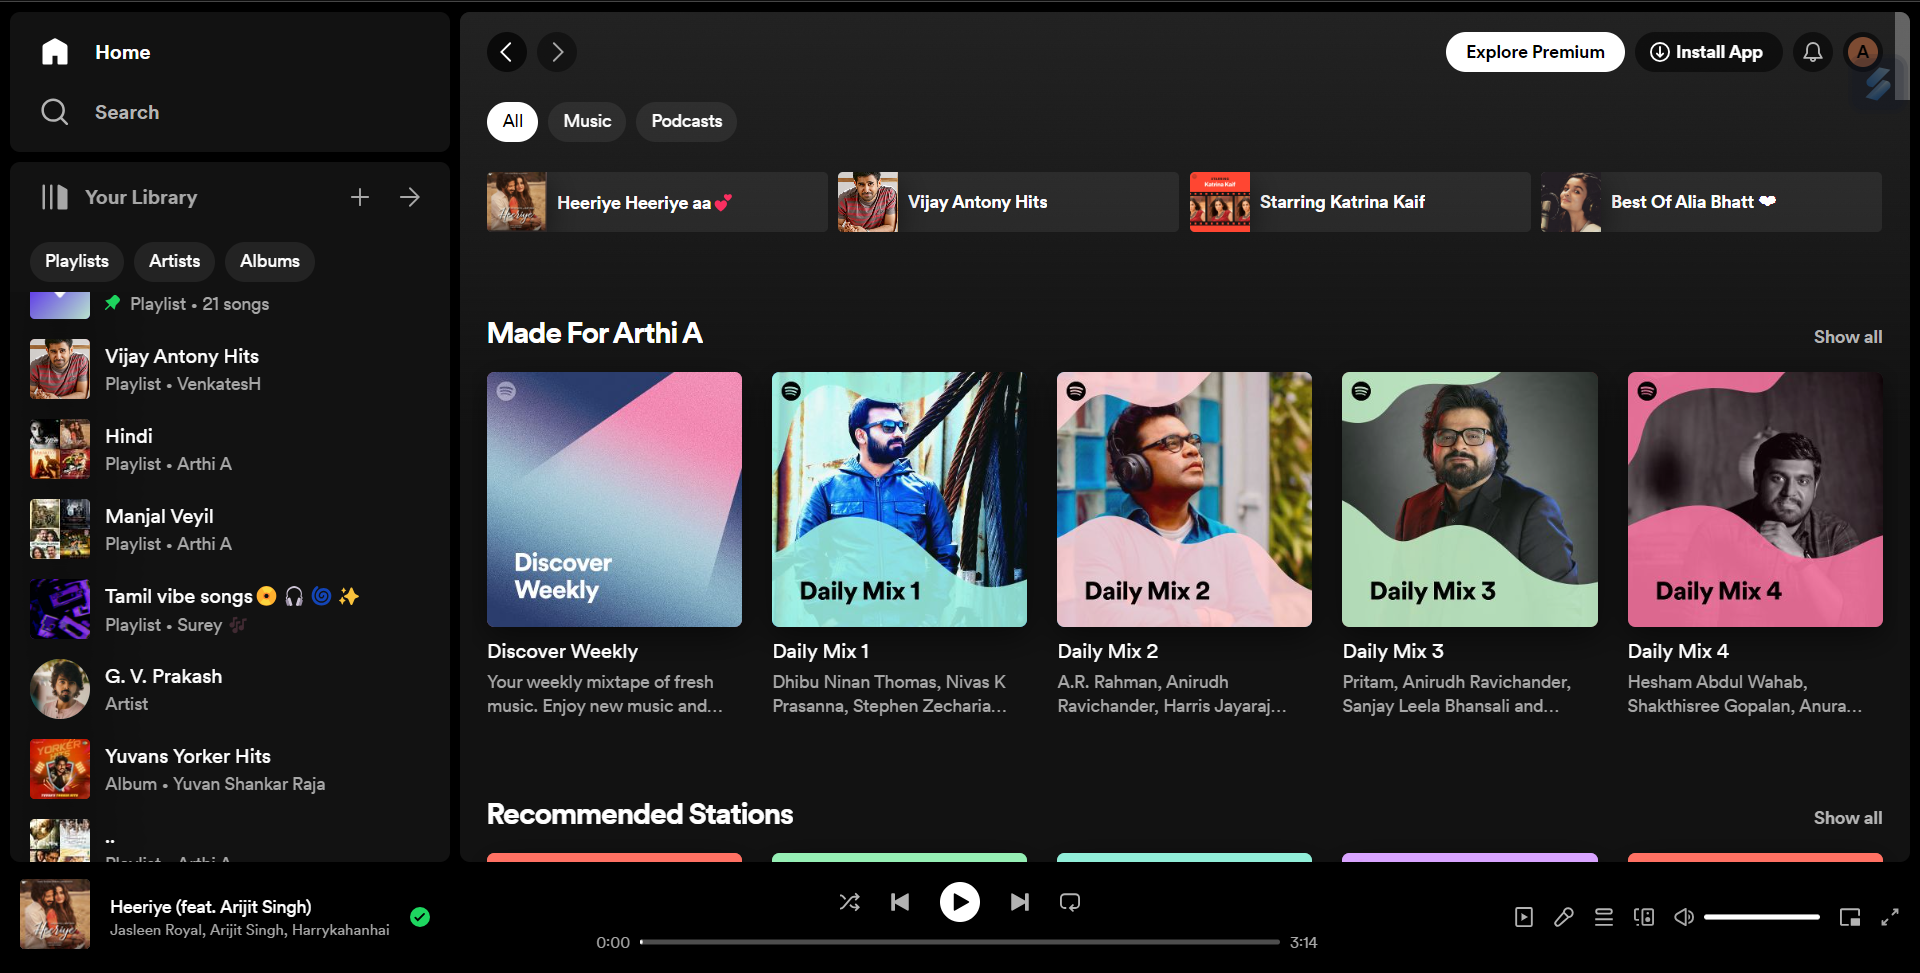 Home
Search
Your Library
Playlists
Artists
Albums
Playlist • 21 songs
Vijay Antony Hits
Playlist • VenkatesH
Hindi
Playlist • Arthi A
Manjal Veyil
Playlist • Arthi A
Tamil vibe songs
Playlist • Surey
G. V. Prakash
Artist
Yuvans Yorker Hits
Album • Yuvan Shankar Raja
..
Playlist • Arthi A
Explore Premium
Install App
A
All
Music
Podcasts
Heeriye Heeriye aa💕
Vijay Antony Hits
Starring Katrina Kaif
Best Of Alia Bhatt ❤
Made For Arthi A
Show all
Discover
Weekly
Daily Mix 1
Daily Mix 2
Daily Mix 3
Daily Mix 4
Discover Weekly
Your weekly mixtape of fresh
music. Enjoy new music and...
Daily Mix 1
Dhibu Ninan Thomas, Nivas K
Prasanna, Stephen Zecharia...
Daily Mix 2
A.R. Rahman, Anirudh
Ravichander, Harris Jayaraj...
Daily Mix 3
Pritam, Anirudh Ravichander,
Sanjay Leela Bhansali and...
Daily Mix 4
Hesham Abdul Wahab,
Shakthisree Gopalan, Anura...
Recommended Stations
Show all
Heeriye (feat. Arijit Singh)
Jasleen Royal, Arijit Singh, Harrykahanhai
0:00
3:14